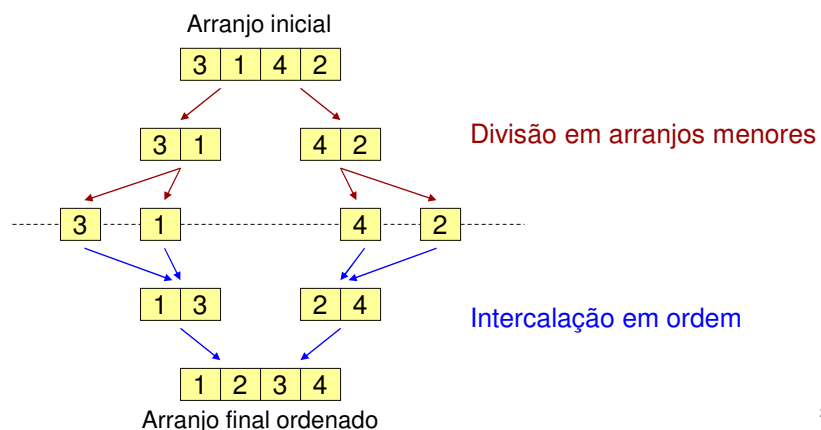 Arranjo inicial
3 1 4 2
3 1 4 2
Divisão em arranjos menores
3 1 4 2
1 3 2 4
Intercalação em ordem
1 2 3 4
Arranjo final ordenado